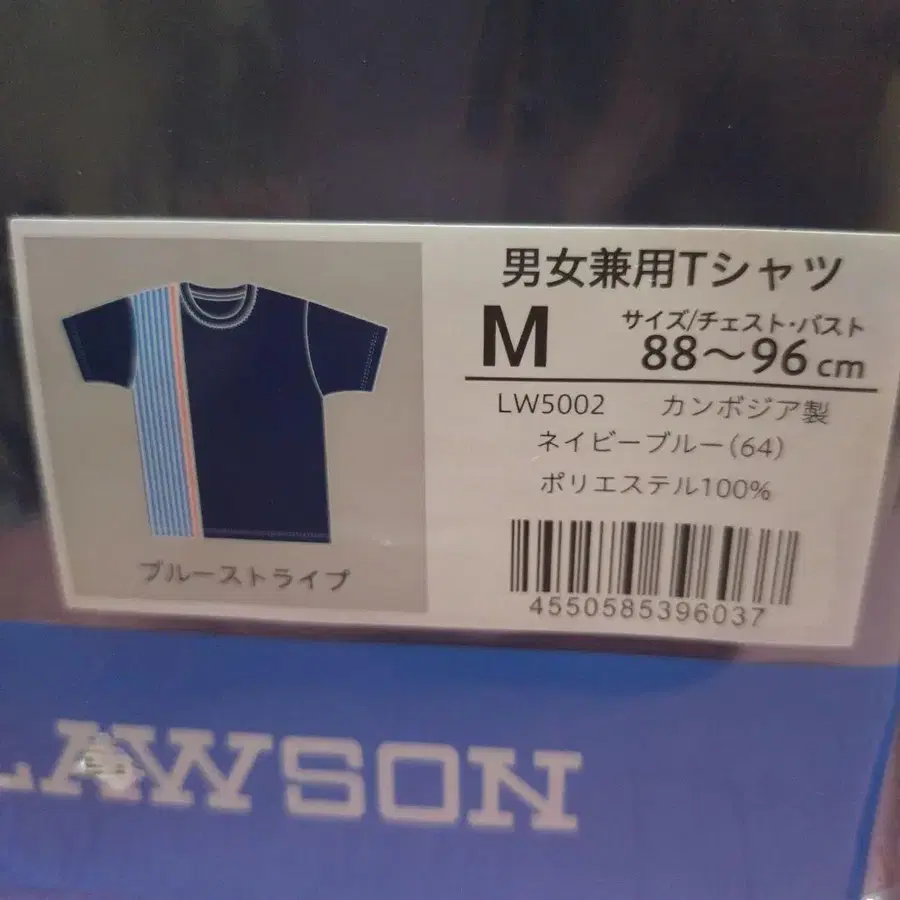 男女兼用Tシャツ
M
サイズ/チェスト・バスト
88〜96cm
LW5002 カンボジア製
ネイビーブルー(64)
ポリエステル100%
4550585396037
ブルーストライプ
LAWSON